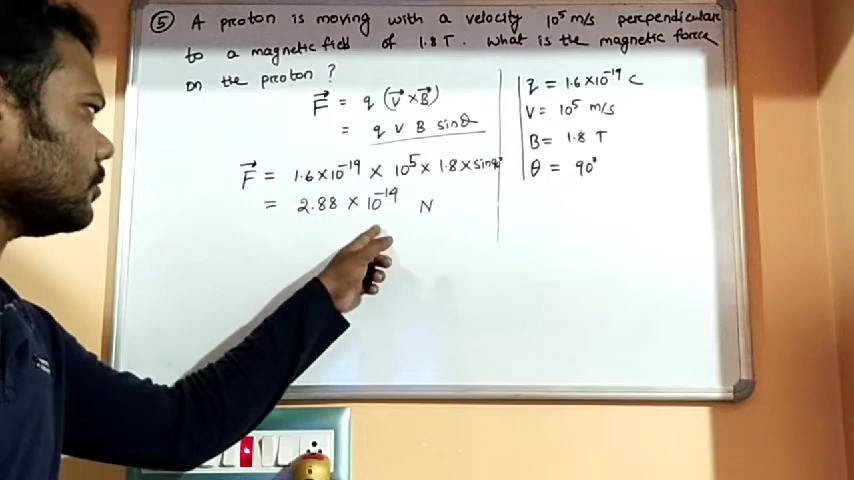 ⑤ A proton is moving with a velocity 10⁵ m/s perpendicular
to a magnetic field of 1.8 T. What is the magnetic force
on the proton ?
F⃗ = q (v⃗ × B⃗)
= q v B sinθ
F⃗ = 1.6×10⁻¹⁹ × 10⁵ × 1.8 × sin90°
= 2.88 × 10⁻¹⁴ N
q = 1.6×10⁻¹⁹ C
v = 10⁵ m/s
B = 1.8 T
θ = 90°